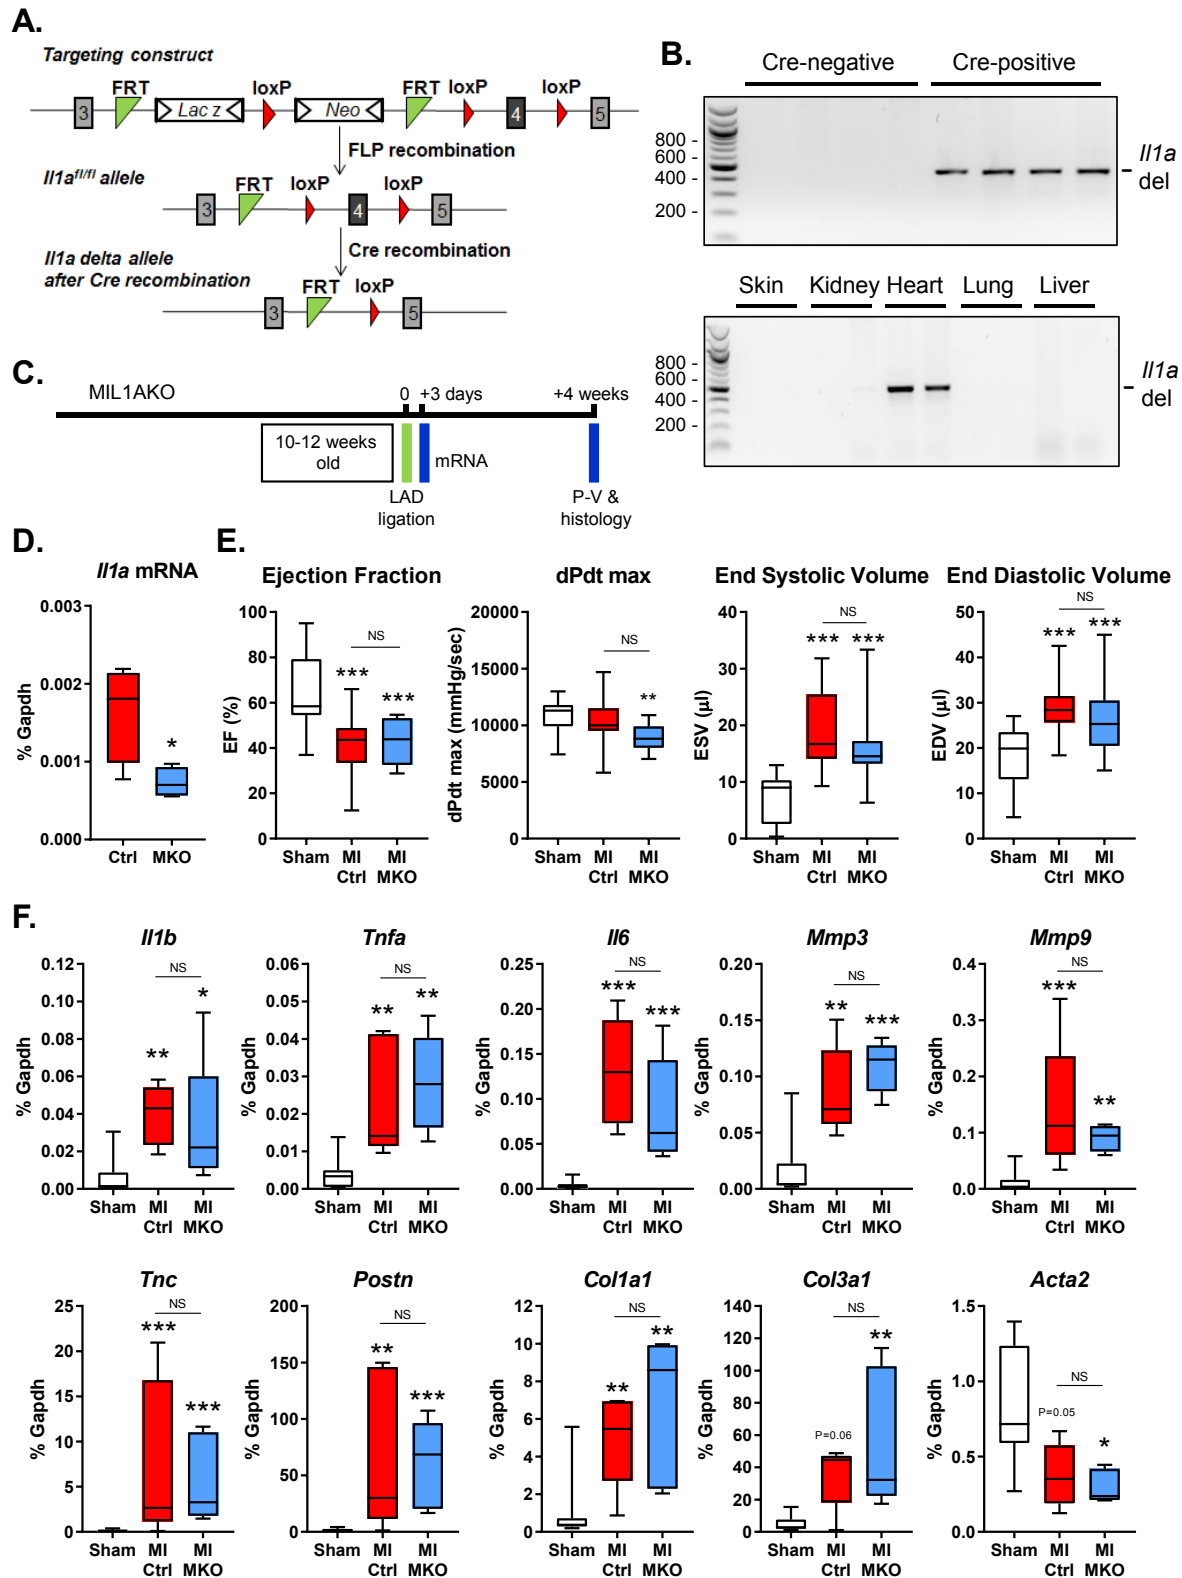 A.
Targeting construct
FRT loxP FRT loxP loxP
3 Lac z Neo 4 5
FLP recombination
Il1a^fl/fl allele
FRT loxP loxP
3 4 5
Cre recombination
Il1a delta allele
after Cre recombination
FRT loxP
3 5
B.
Cre-negative Cre-positive
800 -
600 -
400 -
200 -
Il1a
del
Skin Kidney Heart Lung Liver
800 -
600 -
400 -
200 -
Il1a
del
C.
MIL1AKO
0 +3 days +4 weeks
10-12 weeks
old
mRNA
LAD
ligation
P-V &
histology
D.
Il1a mRNA
% Gapdh
0.003
0.002
0.001
0.000
*
Ctrl MKO
E.
Ejection Fraction
EF (%)
100
80
60
40
20
0
NS
*** ***
Sham MI MI
Ctrl MKO
dPdt max
dPdt max (mmHg/sec)
20000
15000
10000
5000
0
NS
**
Sham MI MI
Ctrl MKO
End Systolic Volume
ESV (µl)
40
30
20
10
0
NS
*** ***
Sham MI MI
Ctrl MKO
End Diastolic Volume
EDV (µl)
50
40
30
20
10
0
NS
*** ***
Sham MI MI
Ctrl MKO
F.
Il1b
% Gapdh
0.12
0.10
0.08
0.06
0.04
0.02
0.00
NS
** *
Sham MI MI
Ctrl MKO
Tnfa
% Gapdh
0.06
0.05
0.04
0.03
0.02
0.01
0.00
NS
** **
Sham MI MI
Ctrl MKO
Il6
% Gapdh
0.25
0.20
0.15
0.10
0.05
0.00
NS
*** ***
Sham MI MI
Ctrl MKO
Mmp3
% Gapdh
0.20
0.15
0.10
0.05
0.00
NS
** ***
Sham MI MI
Ctrl MKO
Mmp9
% Gapdh
0.4
0.3
0.2
0.1
0.0
NS
*** **
Sham MI MI
Ctrl MKO
Tnc
% Gapdh
25
20
15
10
5
0
NS
*** ***
Sham MI MI
Ctrl MKO
Postn
% Gapdh
200
150
100
50
0
NS
** ***
Sham MI MI
Ctrl MKO
Col1a1
% Gapdh
12
10
8
6
4
2
0
NS
** **
Sham MI MI
Ctrl MKO
Col3a1
% Gapdh
140
120
100
80
60
40
20
0
NS
P=0.06 **
Sham MI MI
Ctrl MKO
Acta2
% Gapdh
1.5
1.0
0.5
0.0
NS
P=0.05 *
Sham MI MI
Ctrl MKO